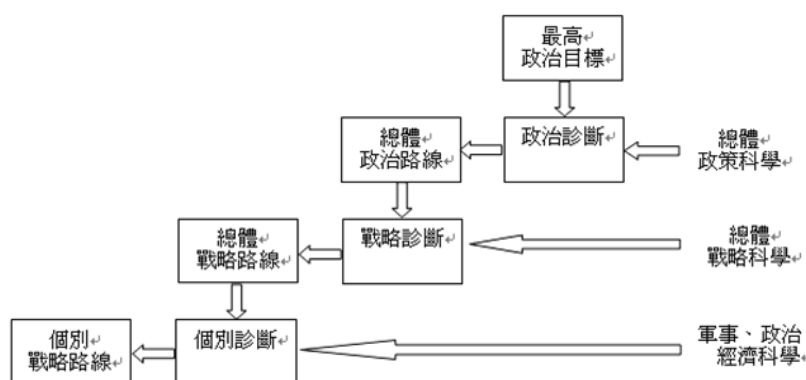 最高
政治目標
總體
政治路線
政治診斷
總體
政策科學
總體
戰略路線
戰略診斷
總體
戰略科學
個別
戰略路線
個別診斷
軍事、政治
經濟科學